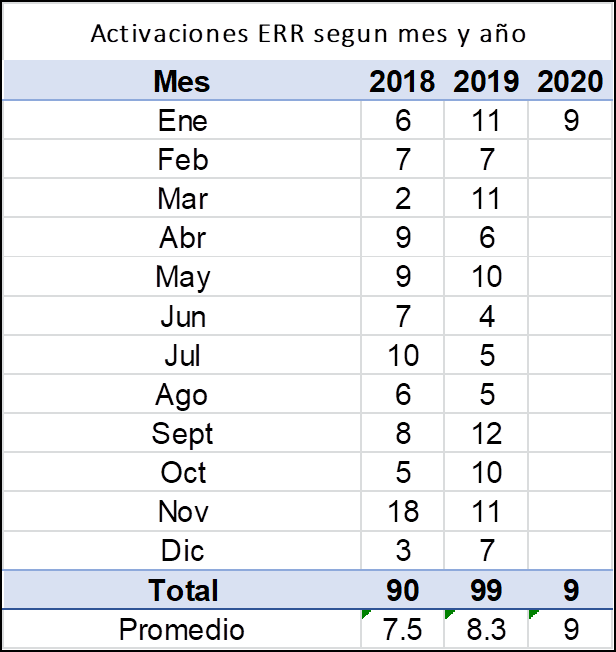 Activaciones ERR segun mes y año
Mes 2018 2019 2020
Ene 6 11 9
Feb 7 7
Mar 2 11
Abr 9 6
May 9 10
Jun 7 4
Jul 10 5
Ago 6 5
Sept 8 12
Oct 5 10
Nov 18 11
Dic 3 7
Total 90 99 9
Promedio 7.5 8.3 9